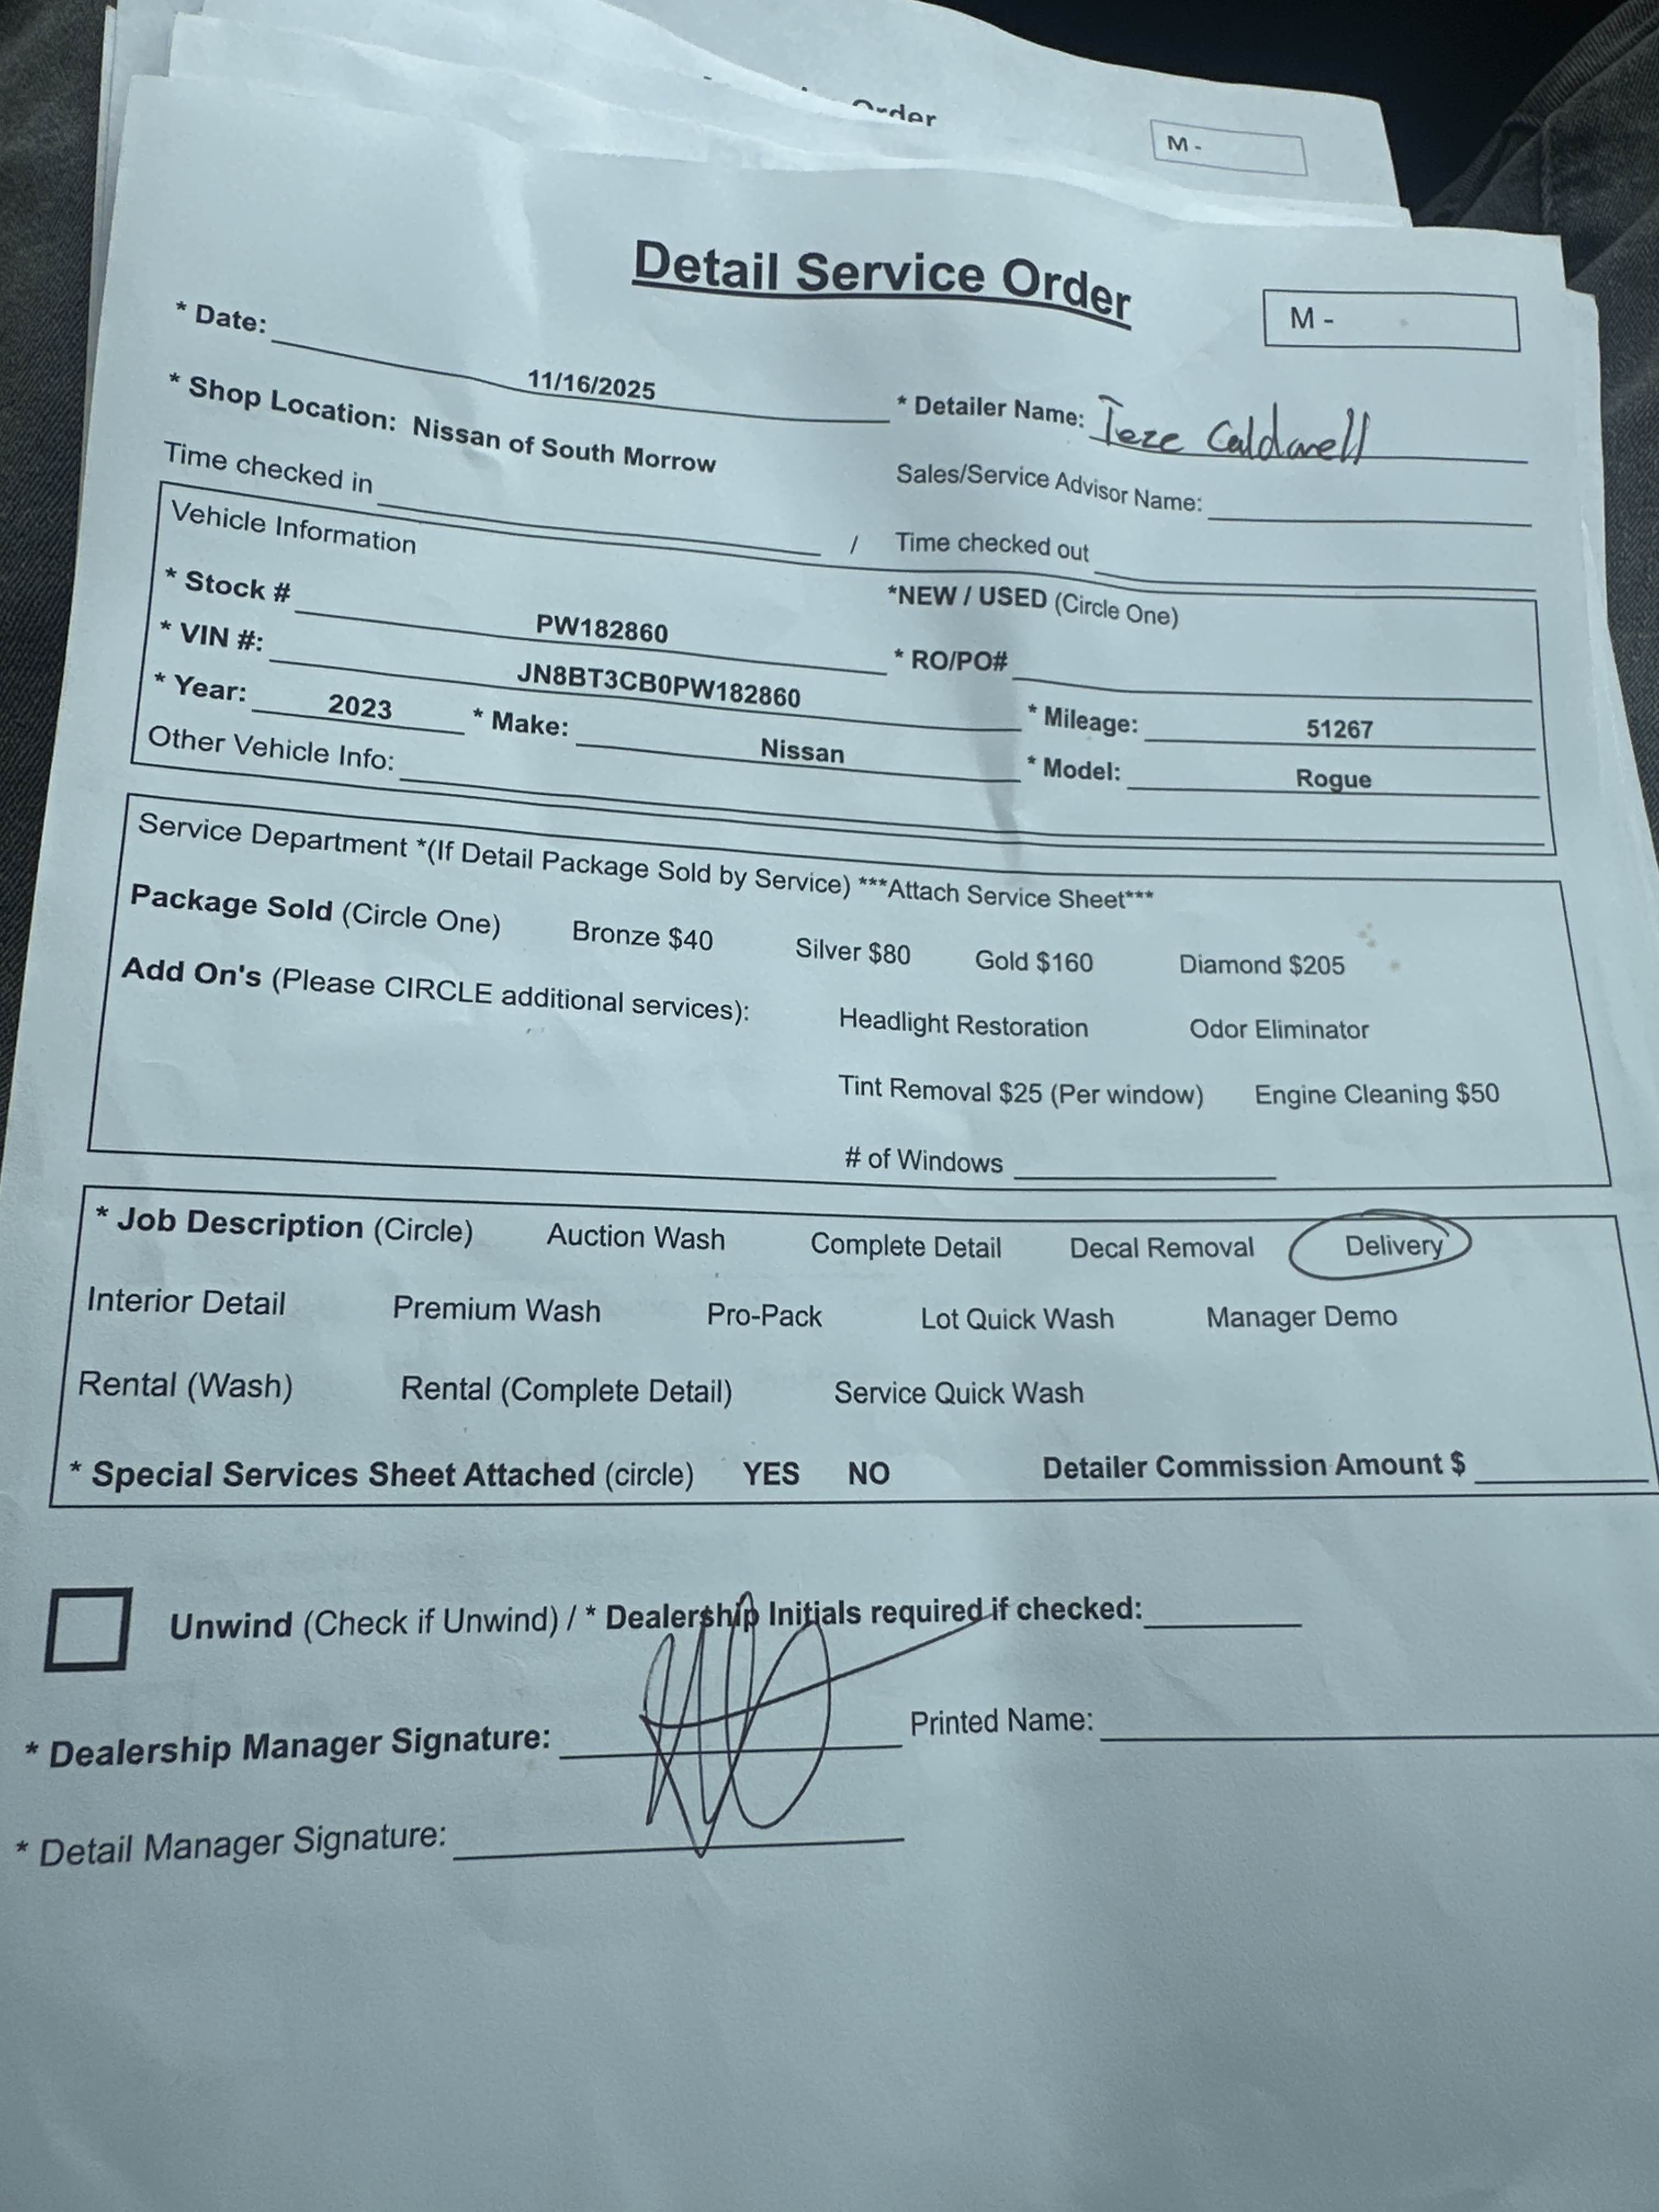 Order
M -
Detail Service Order
M -
* Date: 11/16/2025
* Detailer Name: Teze Caldwell
* Shop Location: Nissan of South Morrow
Sales/Service Advisor Name:
Time checked in / Time checked out
Vehicle Information
*NEW / USED (Circle One)
* Stock # PW182860
* RO/PO#
* VIN #: JN8BT3CB0PW182860
* Mileage: 51267
* Year: 2023 * Make: Nissan * Model: Rogue
Other Vehicle Info:
Service Department *(If Detail Package Sold by Service) ***Attach Service Sheet***
Package Sold (Circle One) Bronze $40 Silver $80 Gold $160 Diamond $205
Add On's (Please CIRCLE additional services): Headlight Restoration Odor Eliminator
Tint Removal $25 (Per window) Engine Cleaning $50
# of Windows
* Job Description (Circle) Auction Wash Complete Detail Decal Removal Delivery
Interior Detail Premium Wash Pro-Pack Lot Quick Wash Manager Demo
Rental (Wash) Rental (Complete Detail) Service Quick Wash
* Special Services Sheet Attached (circle) YES NO Detailer Commission Amount $
Unwind (Check if Unwind) / * Dealership Initials required if checked:
* Dealership Manager Signature: Printed Name:
* Detail Manager Signature: